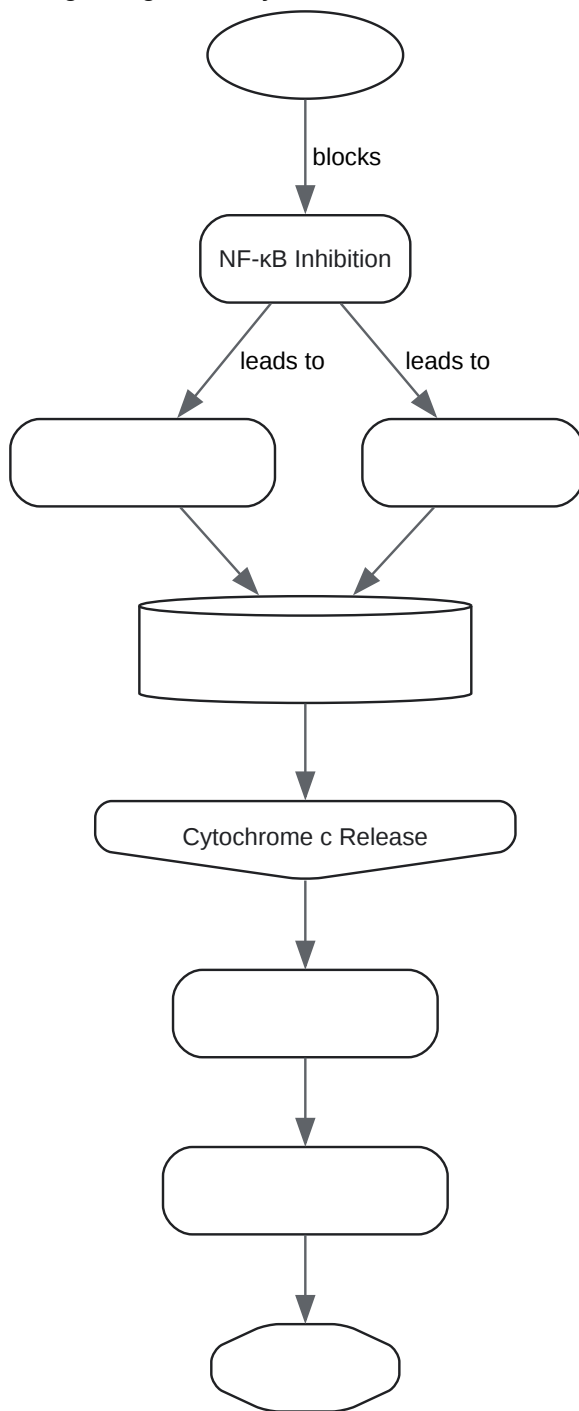 blocks
NF-κB Inhibition
leads to
leads to
Cytochrome c Release